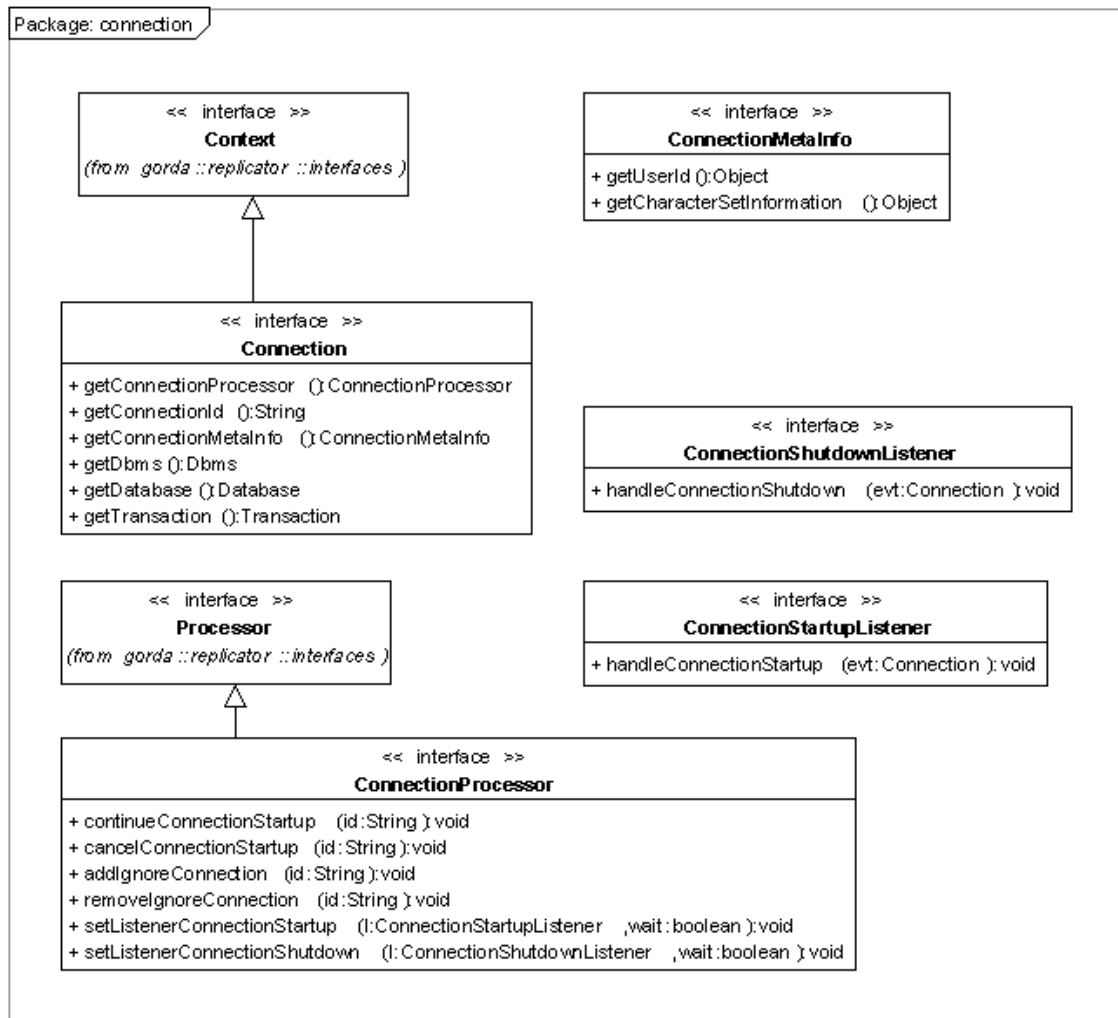 Package: connection
<< interface >>
Context
(from gorda::replicator::interfaces)
<< interface >>
ConnectionMetaInfo
+ getUserId():Object
+ getCharacterSetInformation ():Object
<< interface >>
Connection
+ getConnectionProcessor ():ConnectionProcessor
+ getConnectionId ():String
+ getConnectionMetaInfo ():ConnectionMetaInfo
+ getDbms():Dbms
+ getDatabase():Database
+ getTransaction ():Transaction
<< interface >>
ConnectionShutdownListener
+ handleConnectionShutdown (evt:Connection ):void
<< interface >>
Processor
(from gorda::replicator::interfaces)
<< interface >>
ConnectionStartupListener
+ handleConnectionStartup (evt:Connection ):void
<< interface >>
ConnectionProcessor
+ continueConnectionStartup (id:String ):void
+ cancelConnectionStartup (id:String ):void
+ addIgnoreConnection (id:String ):void
+ removeIgnoreConnection (id:String ):void
+ setListenerConnectionStartup (l:ConnectionStartupListener ,wait:boolean ):void
+ setListenerConnectionShutdown (l:ConnectionShutdownListener ,wait:boolean ):void